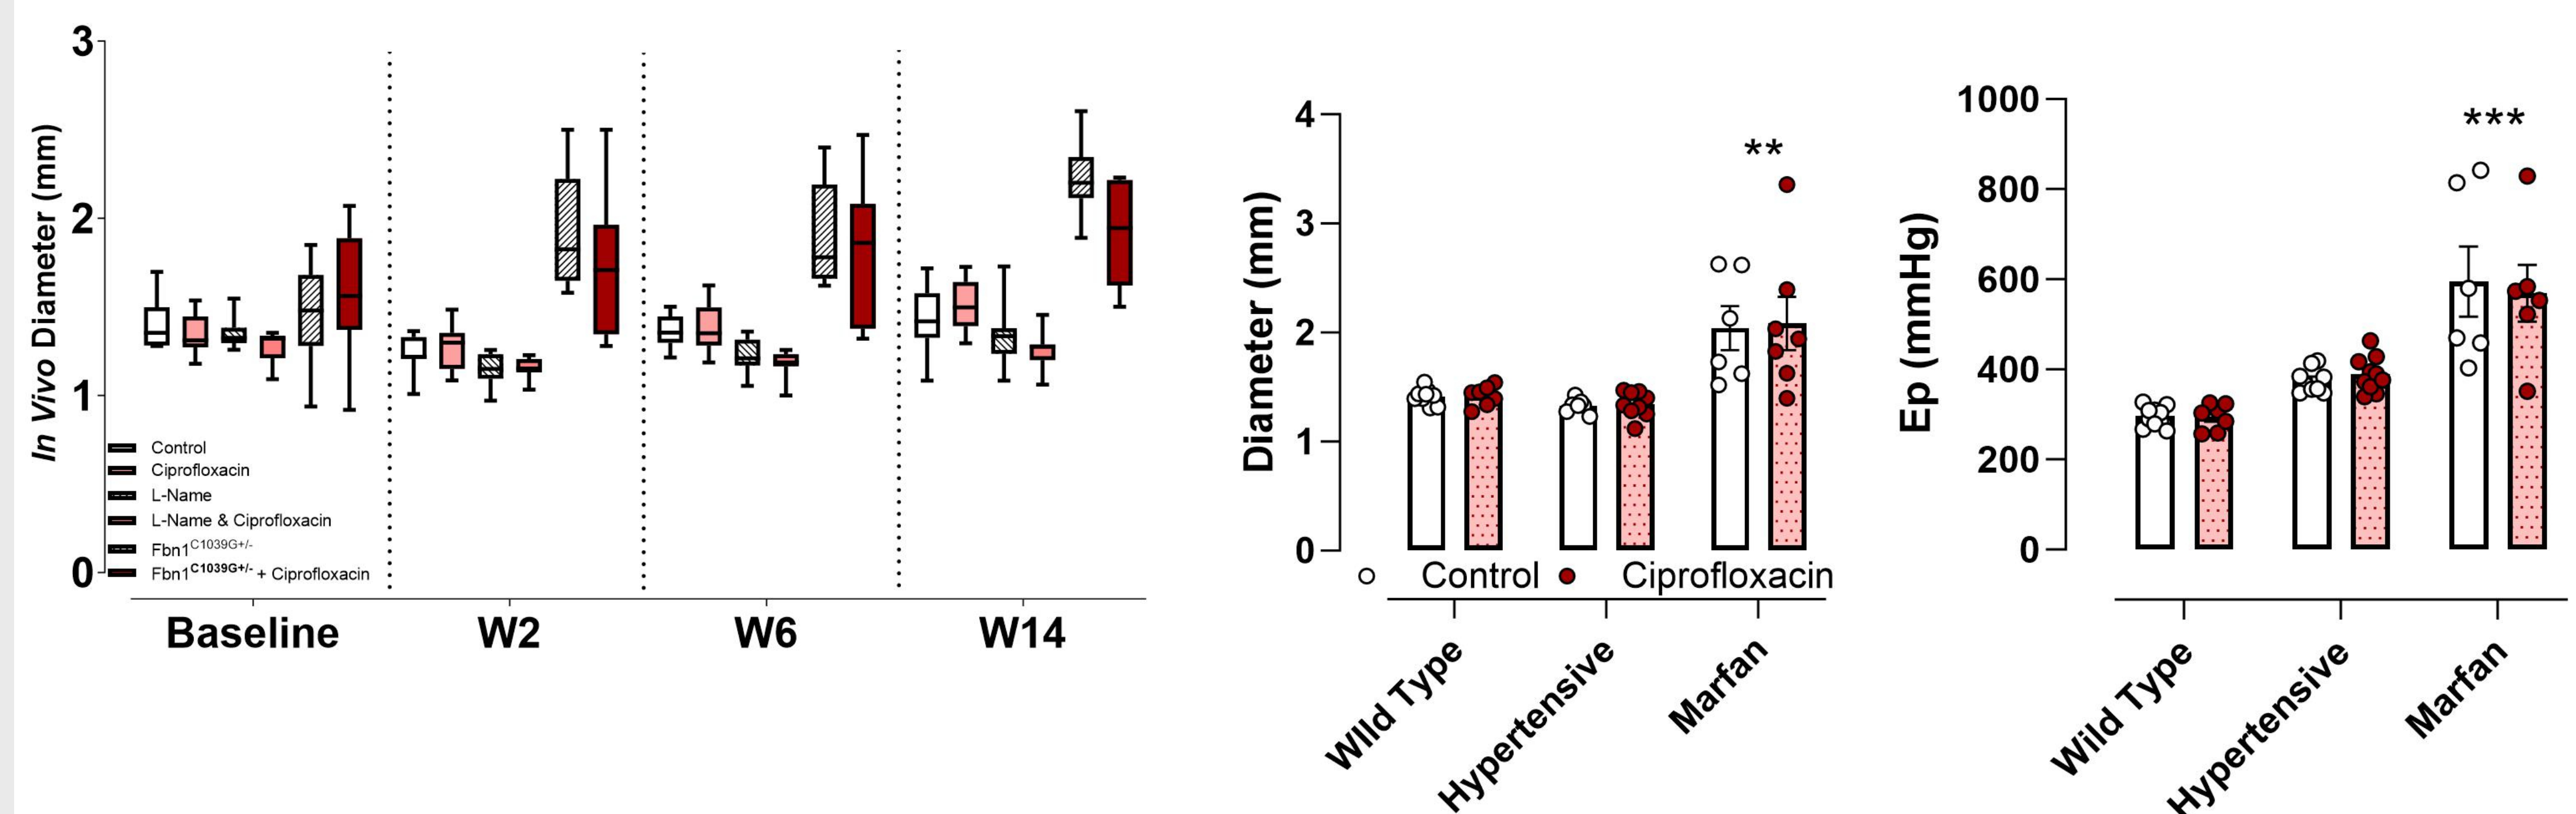 3
2
1
0
In Vivo Diameter (mm)
Control
Ciprofloxacin
L-Name
L-Name & Ciprofloxacin
Fbn1C1039G+/-
Fbn1C1039G+/- + Ciprofloxacin
Baseline W2 W6 W14
4
3
2
1
0
Diameter (mm)
**
Control Ciprofloxacin
WIld Type
Hypertensive
Marfan
1000
800
600
400
200
0
Ep (mmHg)
***
Wild Type
Hypertensive
Marfan